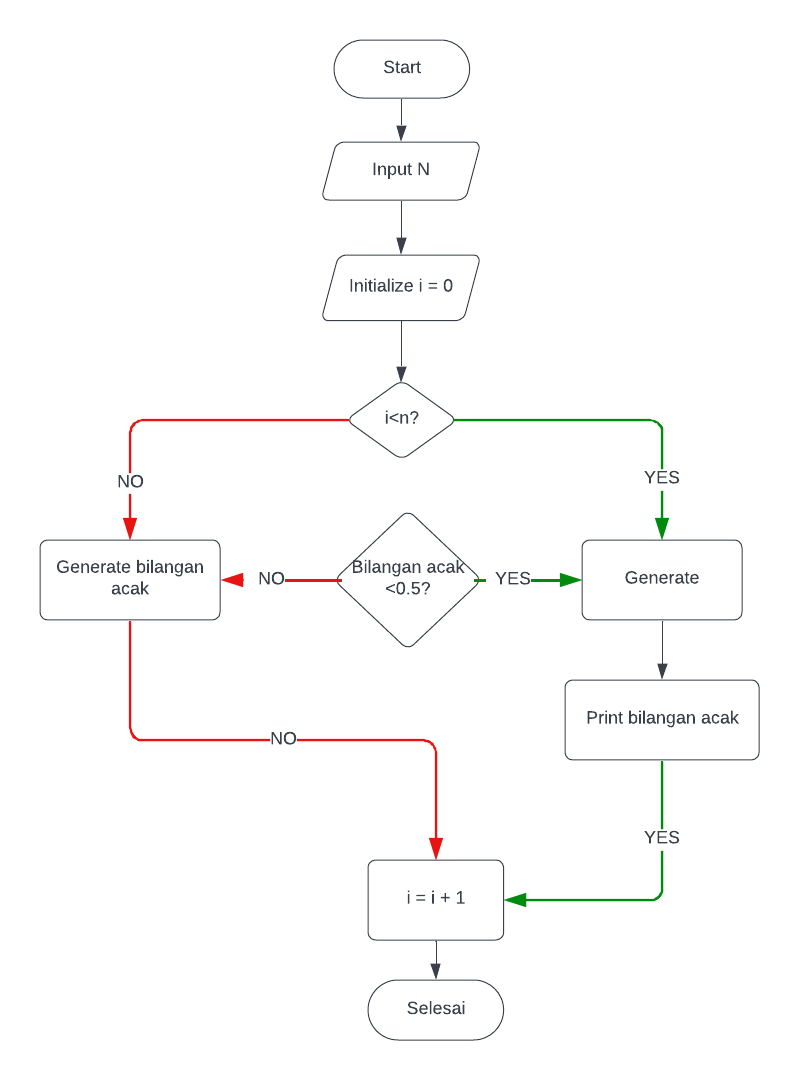 Start
Input N
Initialize i = 0
i<n?
NO
YES
Generate bilangan
acak
NO
Bilangan acak
<0.5?
YES
Generate
Print bilangan acak
NO
YES
i = i + 1
Selesai